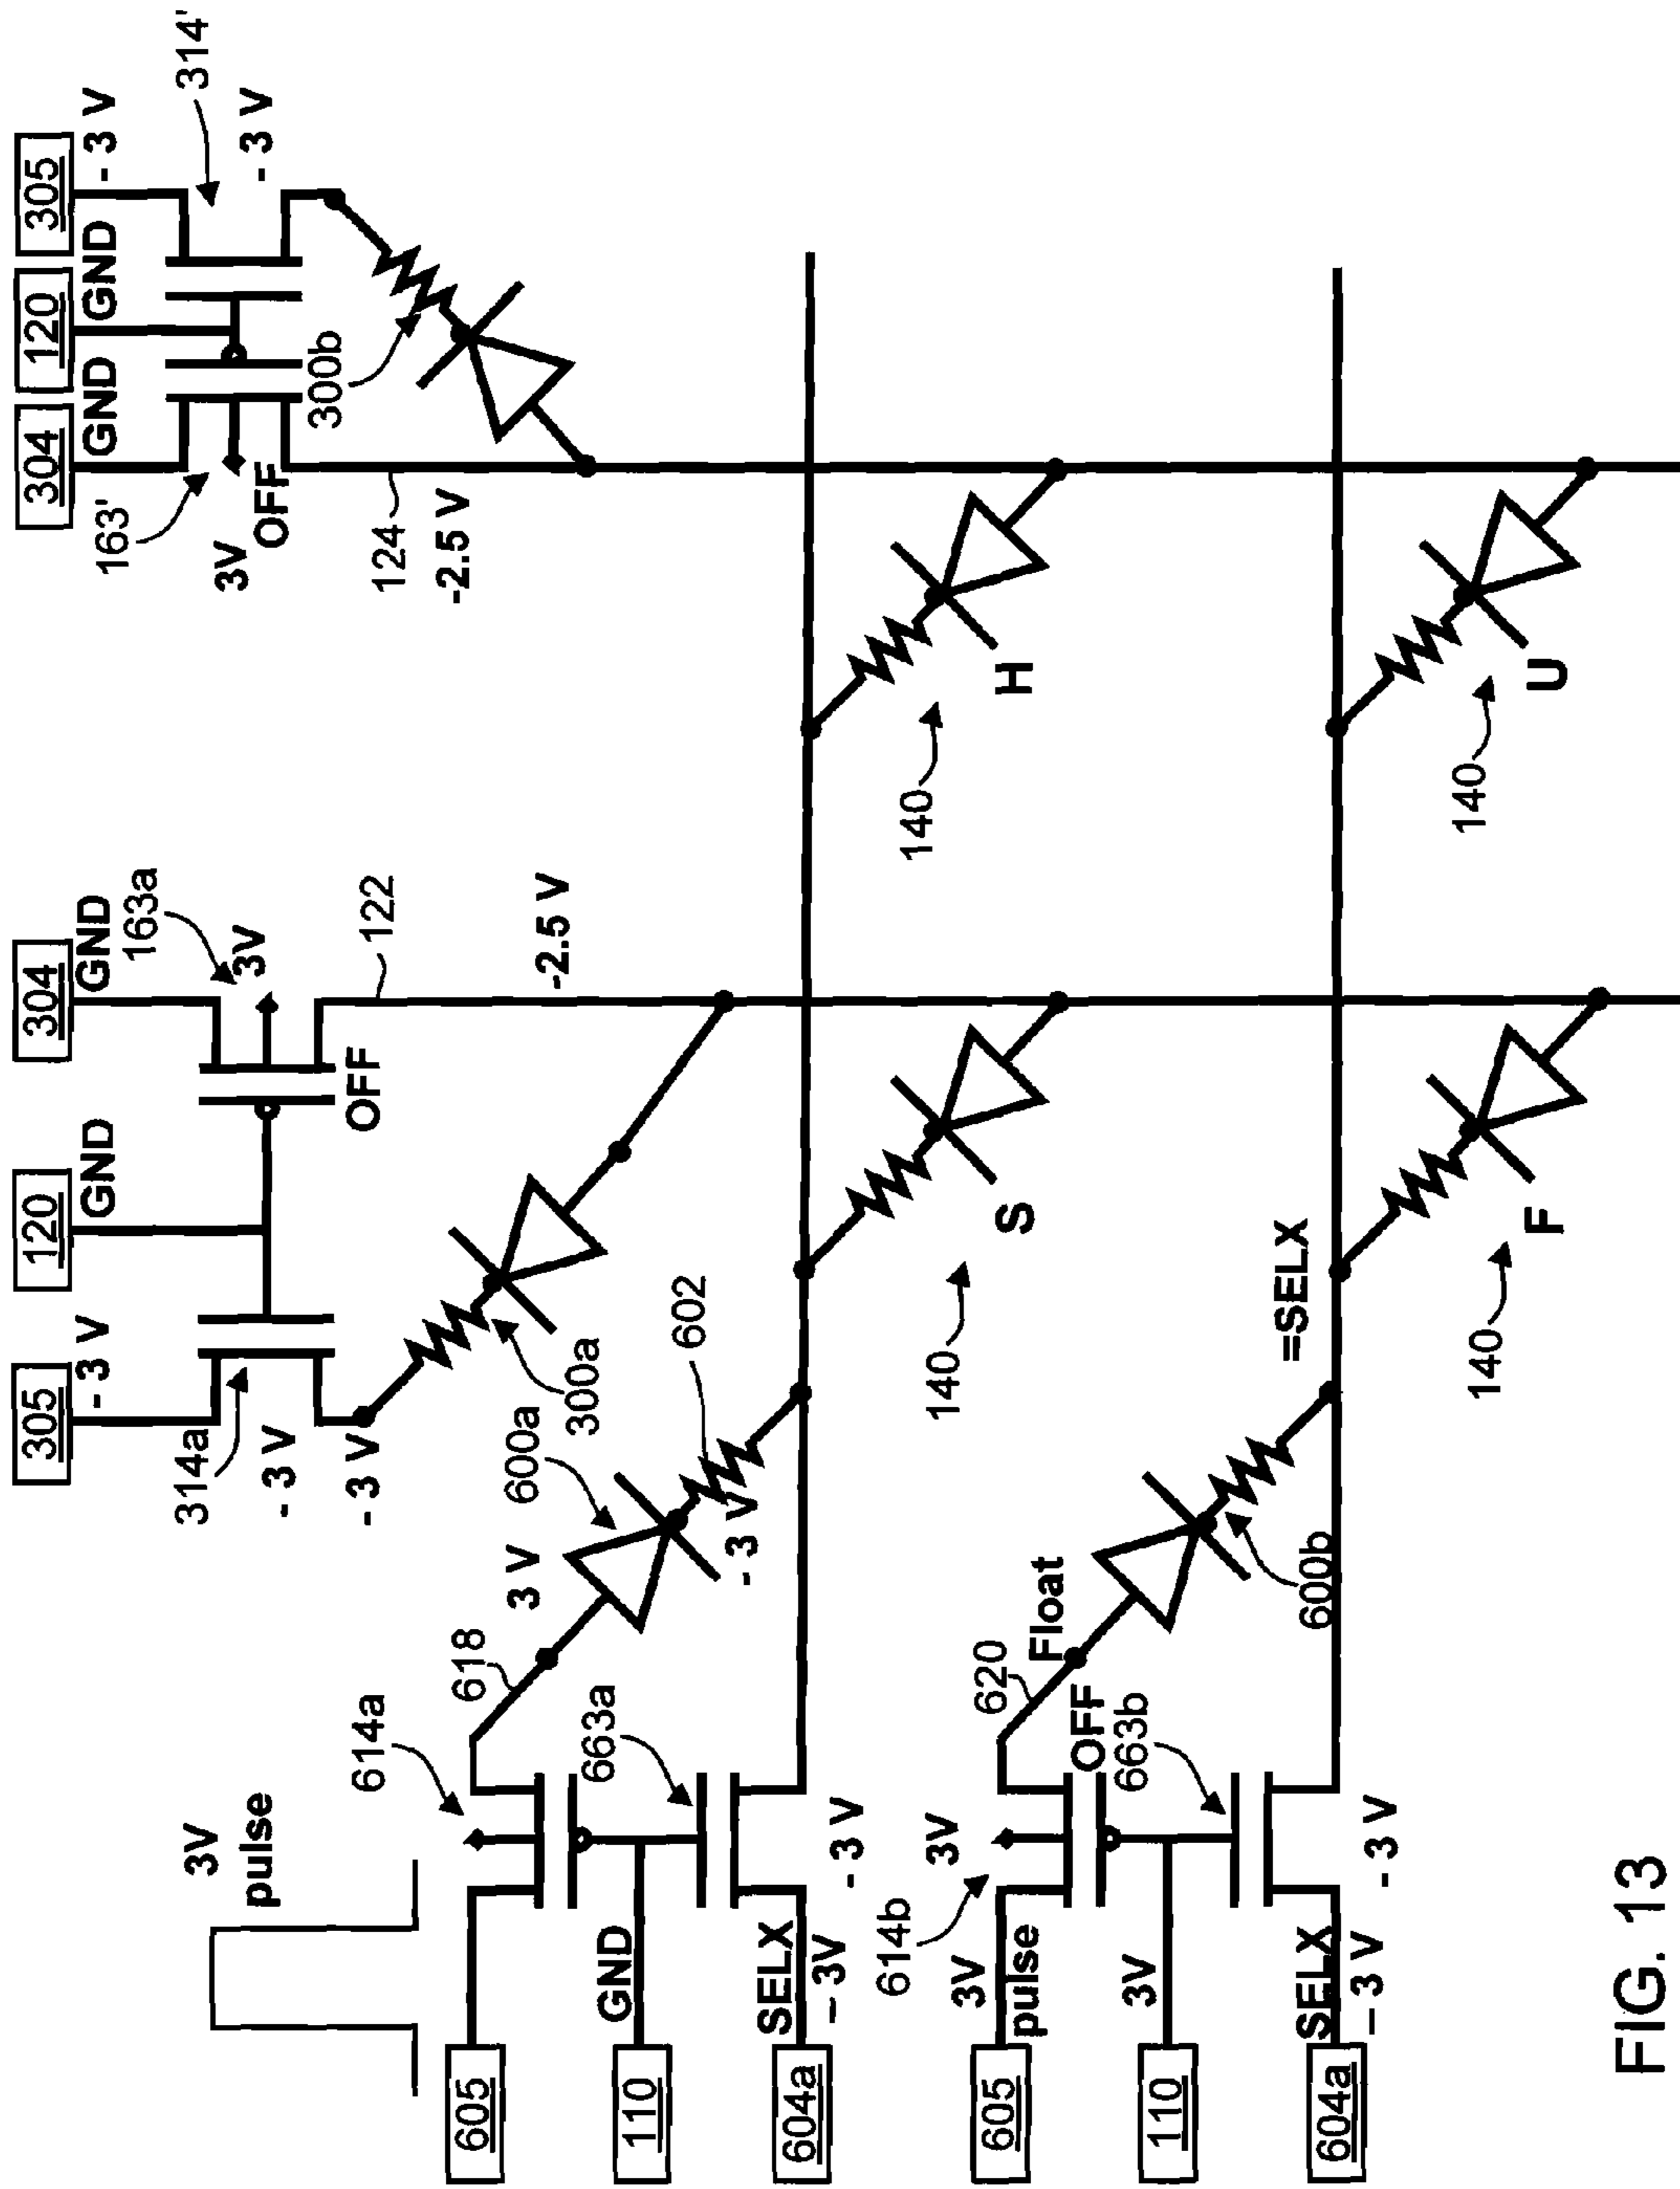 3V
pulse
605
614a
618
110
GND
663a
604a
SELX
– 3V
- 3 V
3 V
600a
602
- 3 V
305
- 3 V
314a
- 3 V
- 3 V
300a
120
GND
304
GND
163a
3V
OFF
122
-2.5 V
304
GND
120
GND
305
- 3 V
163'
3V
OFF
314'
- 3 V
300b
124
-2.5 V
140
S
140
H
605
3V
pulse
614b
3V
620
Float
OFF
110
3V
663b
604a
SELX
– 3 V
- 3 V
600b
=SELX
140
F
140
U
FIG. 13